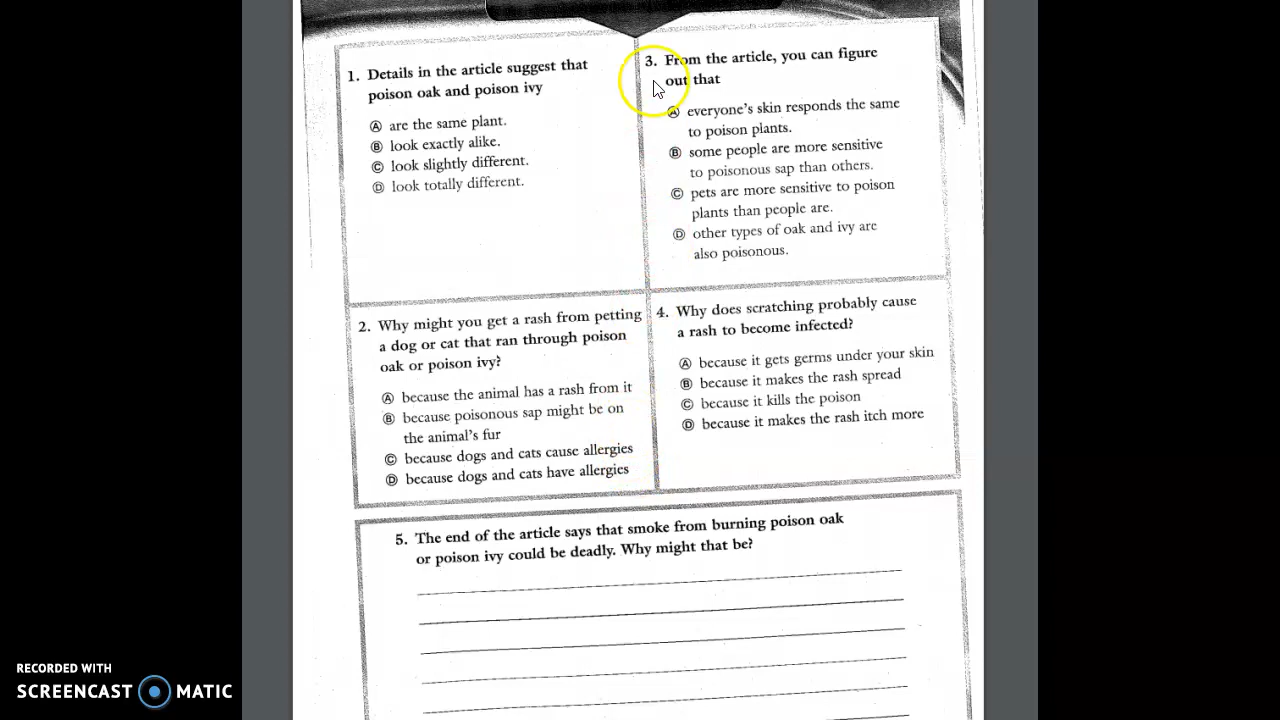 1. Details in the article suggest that
poison oak and poison ivy
Ⓐ are the same plant.
Ⓑ look exactly alike.
Ⓒ look slightly different.
Ⓓ look totally different.
2. Why might you get a rash from petting
a dog or cat that ran through poison
oak or poison ivy?
Ⓐ because the animal has a rash from it
Ⓑ because poisonous sap might be on
the animal's fur
Ⓒ because dogs and cats cause allergies
Ⓓ because dogs and cats have allergies
3. From the article, you can figure
out that
Ⓐ everyone's skin responds the same
to poison plants.
Ⓑ some people are more sensitive
to poisonous sap than others.
Ⓒ pets are more sensitive to poison
plants than people are.
Ⓓ other types of oak and ivy are
also poisonous.
4. Why does scratching probably cause
a rash to become infected?
Ⓐ because it gets germs under your skin
Ⓑ because it makes the rash spread
Ⓒ because it kills the poison
Ⓓ because it makes the rash itch more
5. The end of the article says that smoke from burning poison oak
or poison ivy could be deadly. Why might that be?
RECORDED WITH
SCREENCAST MATIC